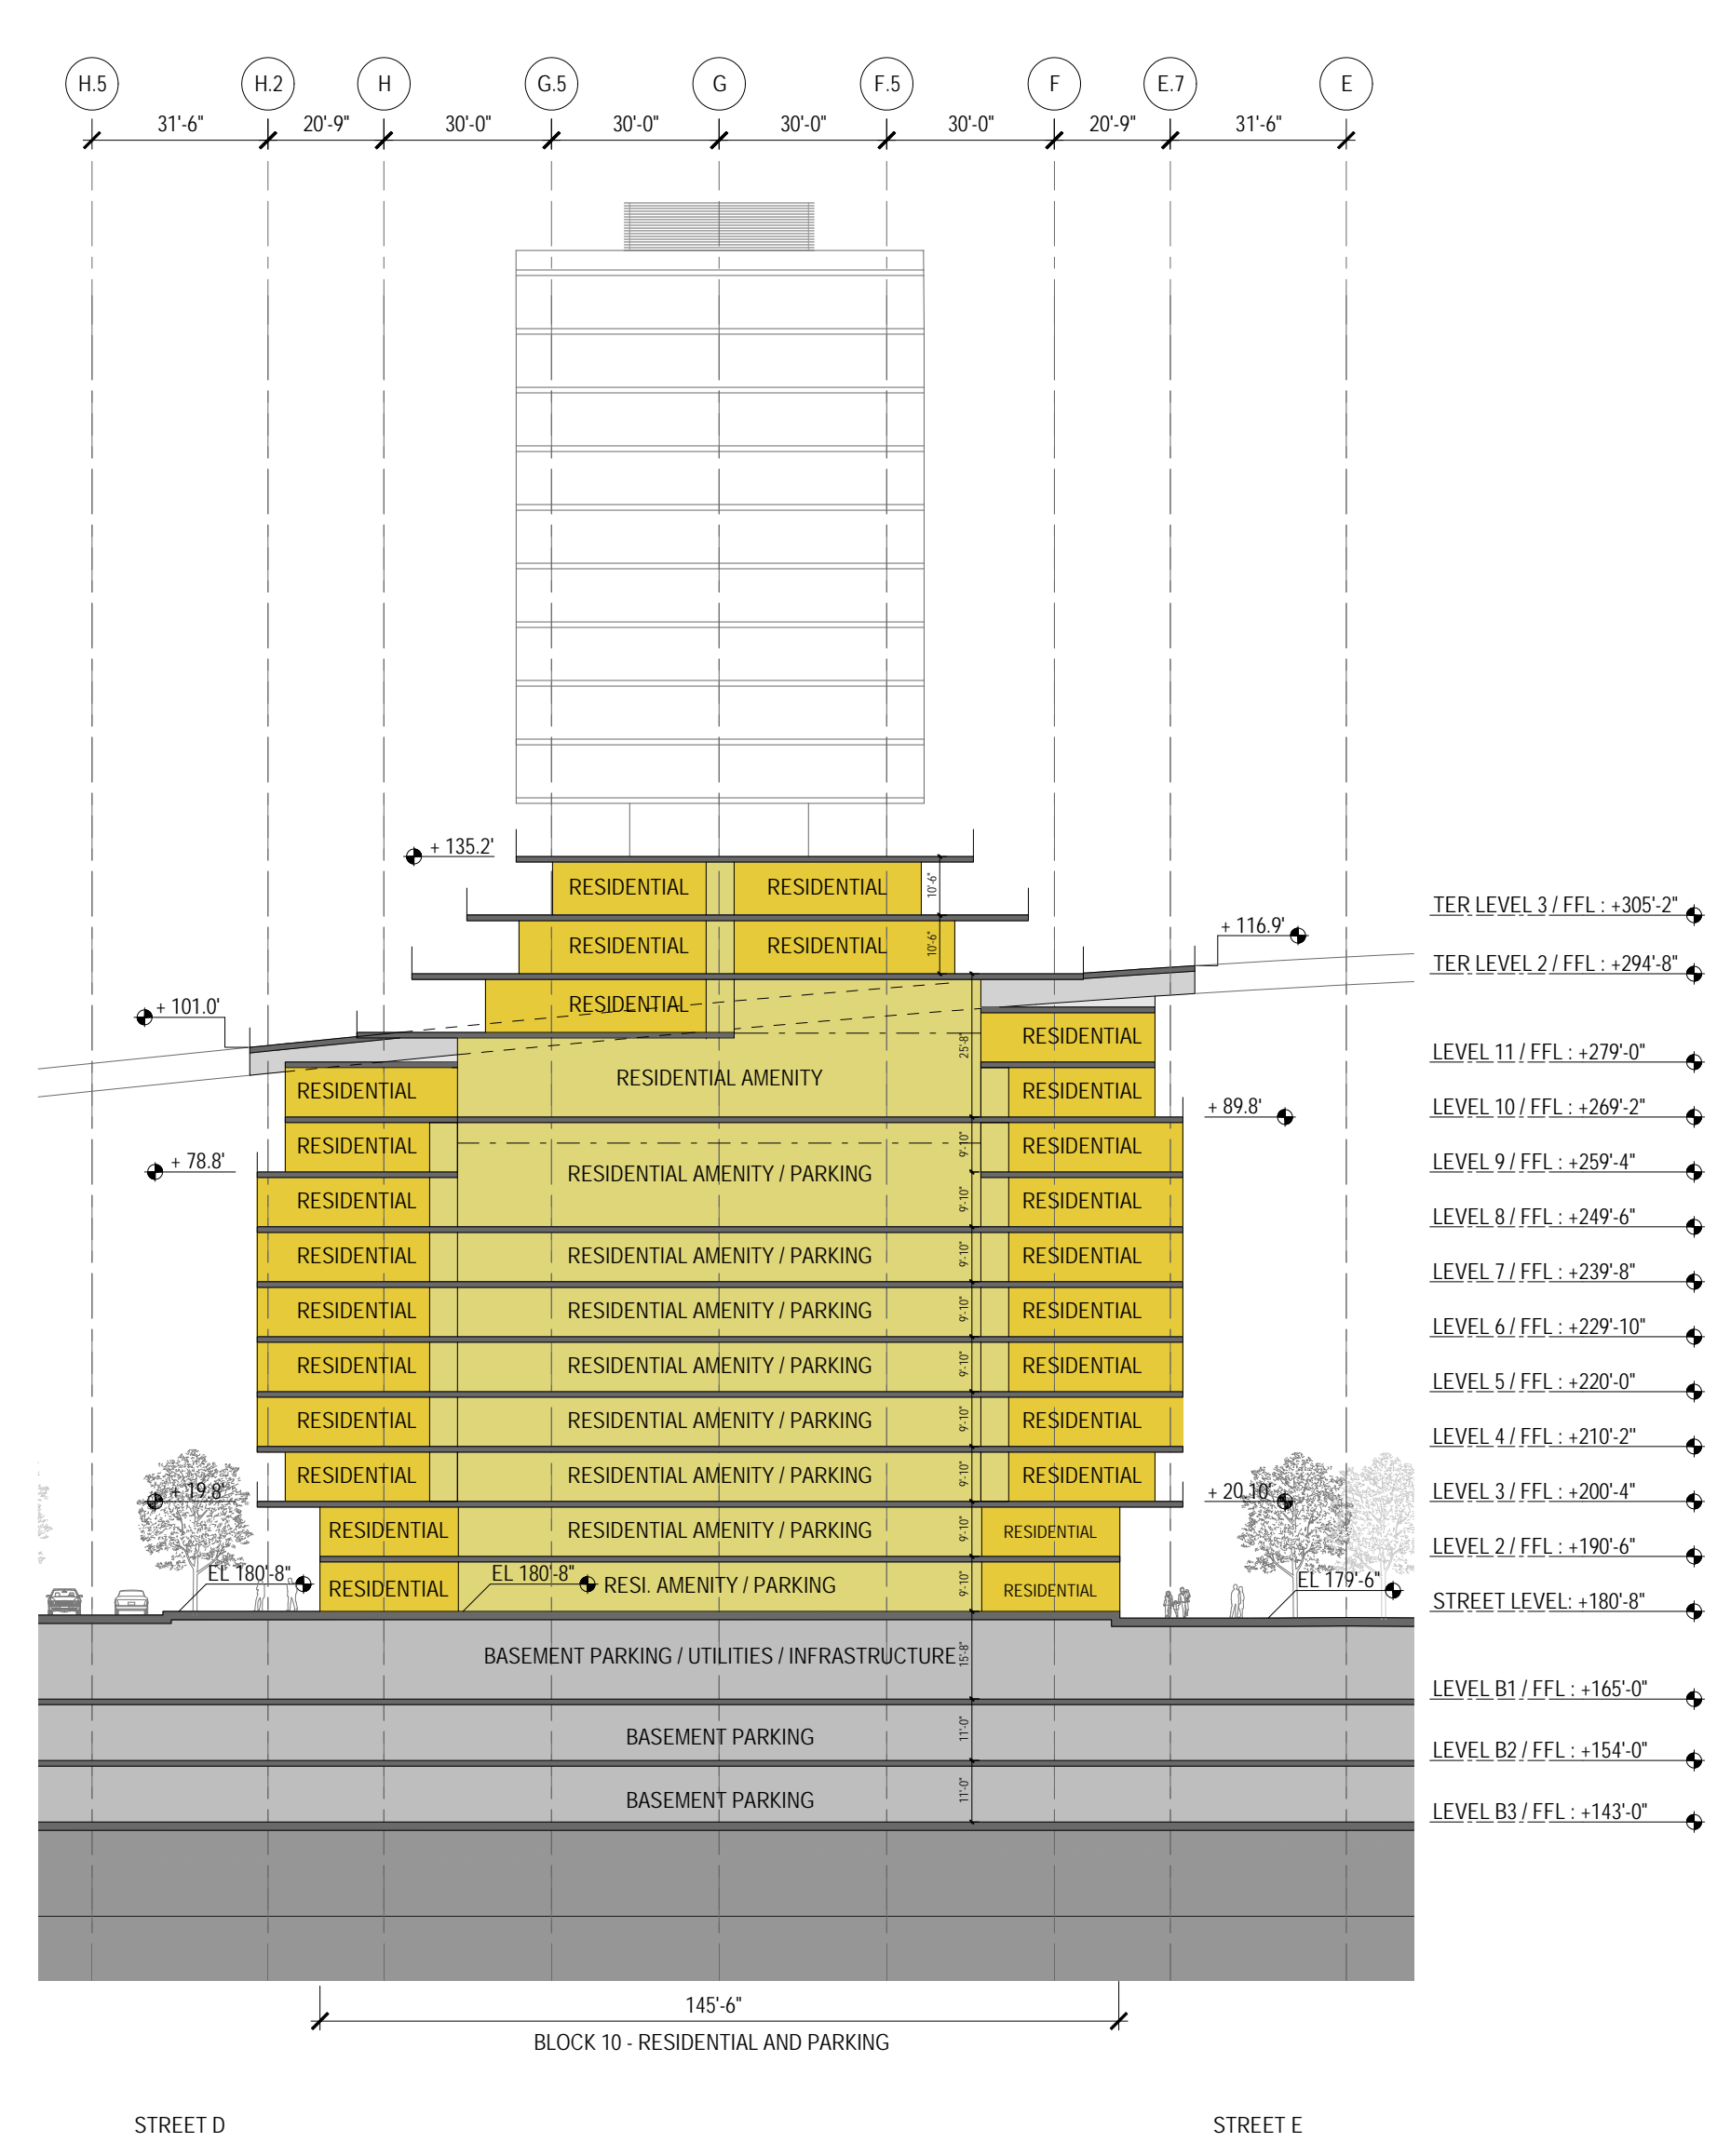 H.5 H.2 H G.5 G F.5 F E.7 E
31'-6" 20'-9" 30'-0" 30'-0" 30'-0" 30'-0" 20'-9" 31'-6"
+ 135.2'
RESIDENTIAL RESIDENTIAL 10'-6"
TER LEVEL 3 / FFL : +305'-2"
+ 116.9'
RESIDENTIAL RESIDENTIAL 10'-6"
TER LEVEL 2 / FFL : +294'-8"
+ 101.0'
RESIDENTIAL
RESIDENTIAL
25'-8"
LEVEL 11 / FFL : +279'-0"
RESIDENTIAL RESIDENTIAL AMENITY RESIDENTIAL
+ 89.8'
LEVEL 10 / FFL : +269'-2"
RESIDENTIAL 9'-10" RESIDENTIAL
+ 78.8'
RESIDENTIAL AMENITY / PARKING
LEVEL 9 / FFL : +259'-4"
RESIDENTIAL 9'-10" RESIDENTIAL
LEVEL 8 / FFL : +249'-6"
RESIDENTIAL RESIDENTIAL AMENITY / PARKING 9'-10" RESIDENTIAL
LEVEL 7 / FFL : +239'-8"
RESIDENTIAL RESIDENTIAL AMENITY / PARKING 9'-10" RESIDENTIAL
LEVEL 6 / FFL : +229'-10"
RESIDENTIAL RESIDENTIAL AMENITY / PARKING 9'-10" RESIDENTIAL
LEVEL 5 / FFL : +220'-0"
RESIDENTIAL RESIDENTIAL AMENITY / PARKING 9'-10" RESIDENTIAL
LEVEL 4 / FFL : +210'-2"
RESIDENTIAL RESIDENTIAL AMENITY / PARKING 9'-10" RESIDENTIAL
+ 19.8' + 20.10'
LEVEL 3 / FFL : +200'-4"
RESIDENTIAL RESIDENTIAL AMENITY / PARKING 9'-10" RESIDENTIAL
LEVEL 2 / FFL : +190'-6"
EL 180'-8" EL 180'-8" EL 179'-6"
RESIDENTIAL RESI. AMENITY / PARKING 9'-10" RESIDENTIAL
STREET LEVEL: +180'-8"
BASEMENT PARKING / UTILITIES / INFRASTRUCTURE 15'-8"
LEVEL B1 / FFL : +165'-0"
BASEMENT PARKING 11'-0"
LEVEL B2 / FFL : +154'-0"
BASEMENT PARKING 11'-0"
LEVEL B3 / FFL : +143'-0"
145'-6"
BLOCK 10 - RESIDENTIAL AND PARKING
STREET D STREET E